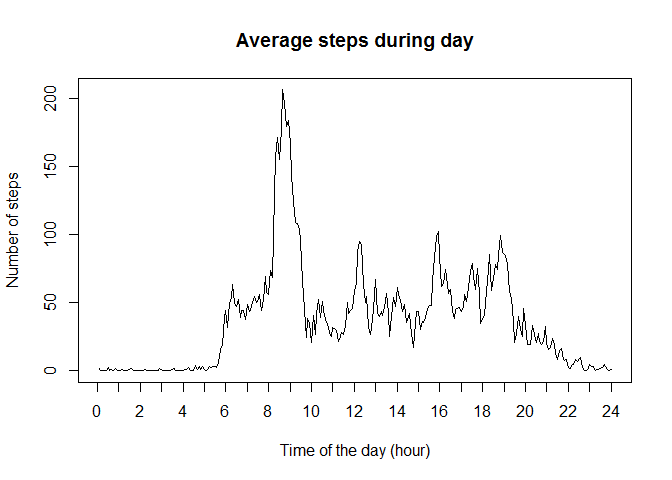 Average steps during day
Number of steps
200
150
100
50
0
0 2 4 6 8 10 12 14 16 18 20 22 24
Time of the day (hour)